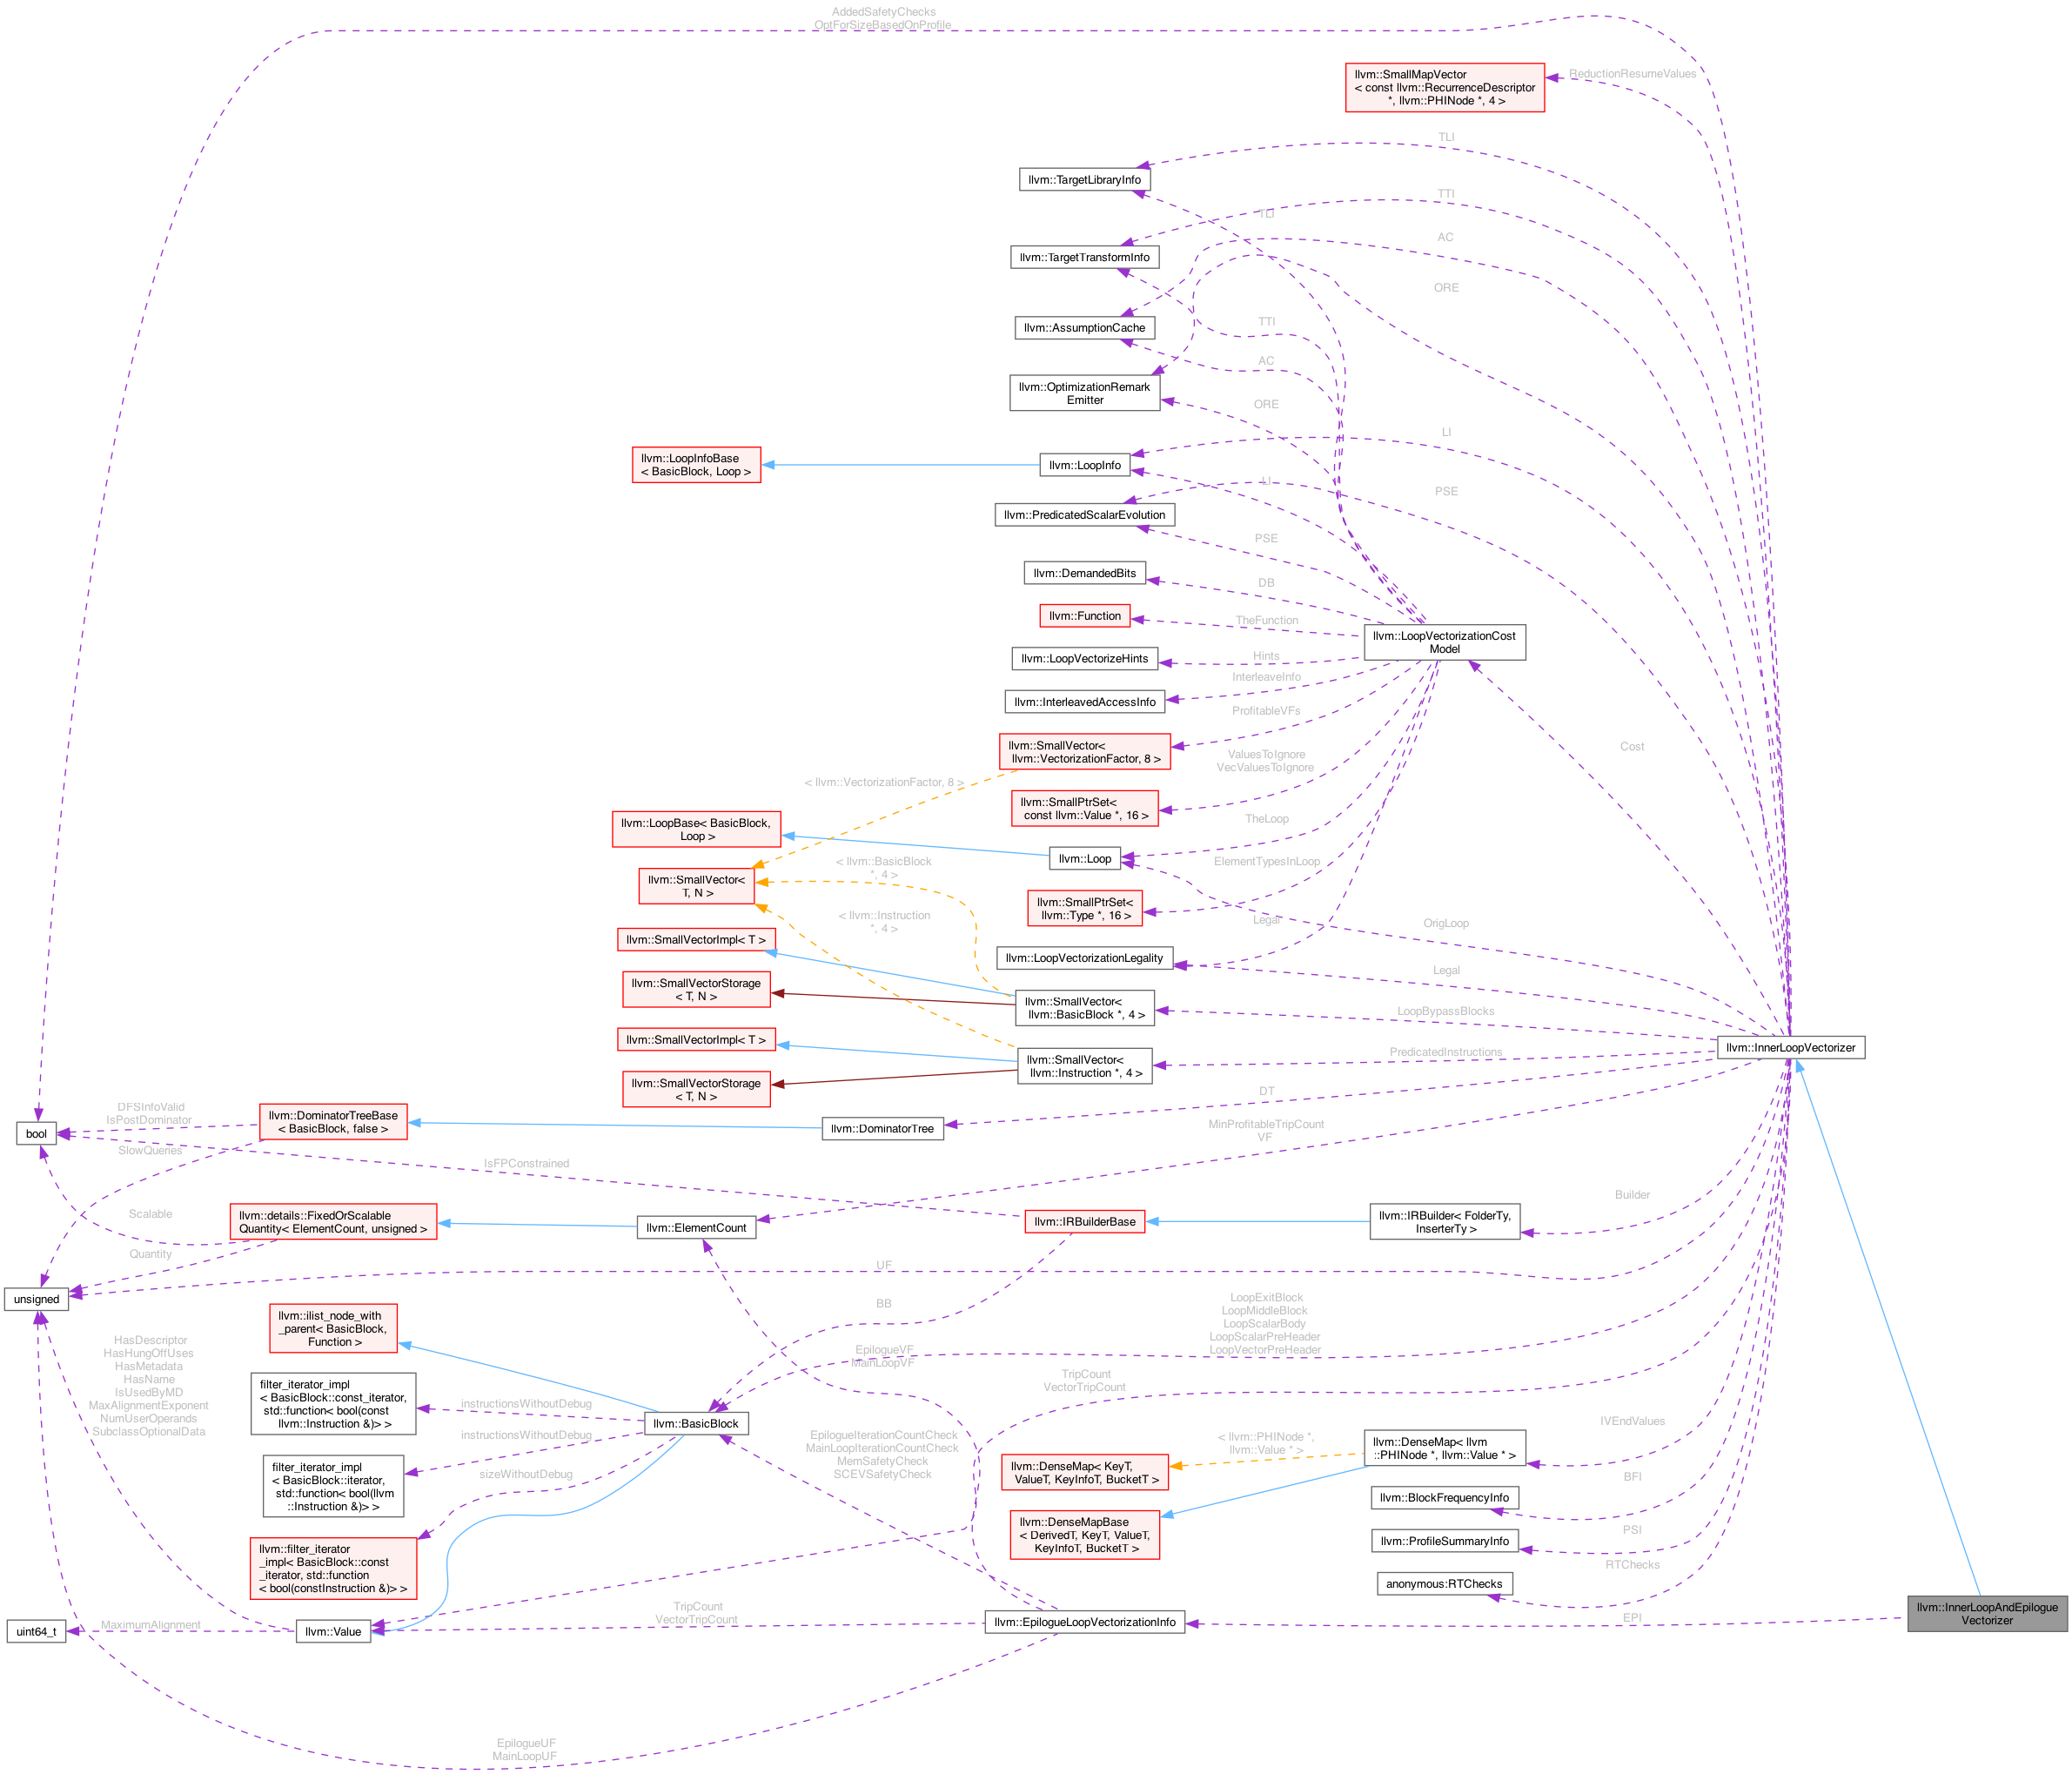 AddedSafetyChecks
OptForSizeBasedOnProfile
llvm::SmallMapVector
< const llvm::RecurrenceDescriptor
*, llvm::PHINode *, 4 >
ReductionResumeValues
TLI
llvm::TargetLibraryInfo
TLI
TTI
llvm::TargetTransformInfo
AC
ORE
llvm::AssumptionCache
TTI
AC
llvm::OptimizationRemark
Emitter
ORE
LI
llvm::LoopInfoBase
< BasicBlock, Loop >
llvm::LoopInfo
LI
PSE
llvm::PredicatedScalarEvolution
PSE
llvm::DemandedBits
DB
llvm::Function
TheFunction
llvm::LoopVectorizationCost
Model
llvm::LoopVectorizeHints
Hints
InterleaveInfo
llvm::InterleavedAccessInfo
ProfitableVFs
llvm::SmallVector<
llvm::VectorizationFactor, 8 >
Cost
ValuesToIgnore
VecValuesToIgnore
< llvm::VectorizationFactor, 8 >
llvm::SmallPtrSet<
const llvm::Value *, 16 >
llvm::LoopBase< BasicBlock,
Loop >
TheLoop
llvm::Loop
< llvm::BasicBlock
*, 4 >
ElementTypesInLoop
llvm::SmallVector<
T, N >
llvm::SmallPtrSet<
llvm::Type *, 16 >
< llvm::Instruction
*, 4 >
Legal
OrigLoop
llvm::SmallVectorImpl< T >
llvm::LoopVectorizationLegality
Legal
llvm::SmallVectorStorage
< T, N >
llvm::SmallVector<
llvm::BasicBlock *, 4 >
LoopBypassBlocks
llvm::SmallVectorImpl< T >
llvm::SmallVector<
llvm::Instruction *, 4 >
PredicatedInstructions
llvm::InnerLoopVectorizer
llvm::SmallVectorStorage
< T, N >
DT
DFSInfoValid
IsPostDominator
bool
llvm::DominatorTreeBase
< BasicBlock, false >
llvm::DominatorTree
MinProfitableTripCount
VF
SlowQueries
IsFPConstrained
Builder
Scalable
llvm::details::FixedOrScalable
Quantity< ElementCount, unsigned >
llvm::ElementCount
llvm::IRBuilderBase
llvm::IRBuilder< FolderTy,
InserterTy >
Quantity
UF
unsigned
BB
LoopExitBlock
LoopMiddleBlock
LoopScalarBody
LoopScalarPreHeader
LoopVectorPreHeader
llvm::ilist_node_with
_parent< BasicBlock,
Function >
HasDescriptor
HasHungOffUses
HasMetadata
HasName
IsUsedByMD
MaxAlignmentExponent
NumUserOperands
SubclassOptionalData
EpilogueVF
MainLoopVF
TripCount
VectorTripCount
filter_iterator_impl
< BasicBlock::const_iterator,
std::function< bool(const
llvm::Instruction &)> >
instructionsWithoutDebug
llvm::BasicBlock
IVEndValues
EpilogueIterationCountCheck
MainLoopIterationCountCheck
MemSafetyCheck
SCEVSafetyCheck
< llvm::PHINode *,
llvm::Value * >
llvm::DenseMap< llvm
::PHINode *, llvm::Value * >
instructionsWithoutDebug
filter_iterator_impl
< BasicBlock::iterator,
std::function< bool(llvm
::Instruction &)> >
sizeWithoutDebug
llvm::DenseMap< KeyT,
ValueT, KeyInfoT, BucketT >
BFI
llvm::BlockFrequencyInfo
llvm::DenseMapBase
< DerivedT, KeyT, ValueT,
KeyInfoT, BucketT >
PSI
llvm::ProfileSummaryInfo
llvm::filter_iterator
_impl< BasicBlock::const
_iterator, std::function
< bool(constInstruction &)> >
RTChecks
anonymous:RTChecks
TripCount
VectorTripCount
uint64_t
MaximumAlignment
llvm::Value
llvm::EpilogueLoopVectorizationInfo
EPI
llvm::InnerLoopAndEpilogue
Vectorizer
EpilogueUF
MainLoopUF